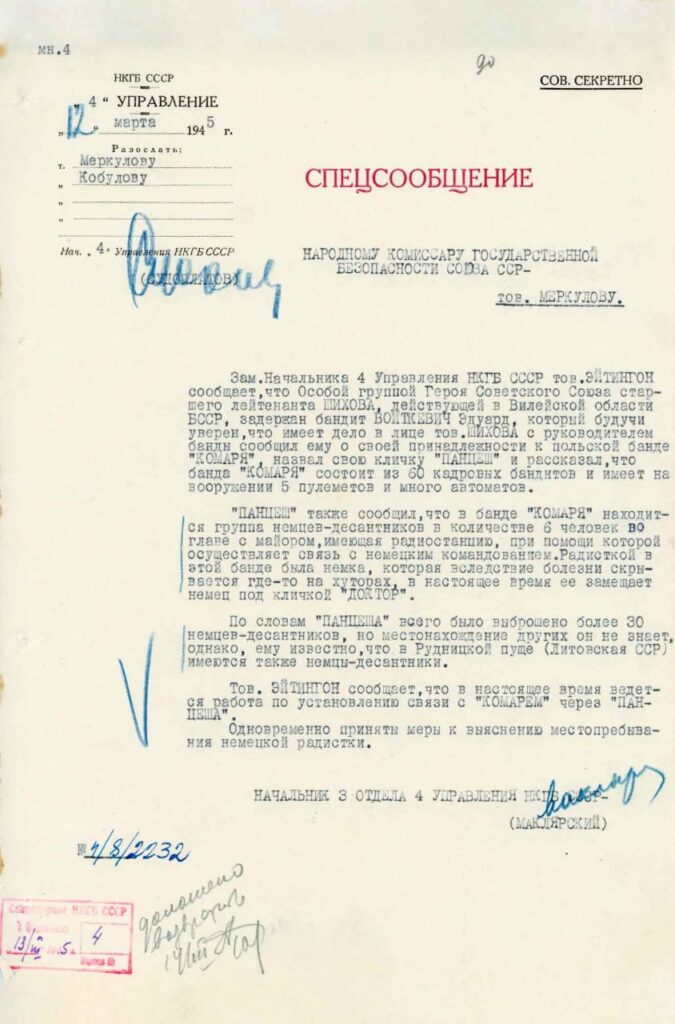 мн.4
НКГБ СССР
„ 4 “ УПРАВЛЕНИЕ
„ 12 “ марта 1945 г.
Разослать:
т. Меркулову
„ Кобулову
„
„
Нач. „ 4 “ Управления НКГБ СССР
(СУДОПЛАТОВ)
до
СОВ. СЕКРЕТНО
СПЕЦСООБЩЕНИЕ
НАРОДНОМУ КОМИССАРУ ГОСУДАРСТВЕННОЙ
БЕЗОПАСНОСТИ СОЮЗА ССР-
тов. МЕРКУЛОВУ.
Зам.Начальника 4 Управления НКГБ СССР тов.ЭЙТИНГОН
сообщает,что Особой группой Героя Советского Союза стар-
шего лейтенанта ШИХОВА, действующей в Вилейской области
БССР, задержан бандит ВОЙТКЕВИЧ Эдуард, который будучи
уверен,что имеет дело в лице тов.ШИХОВА с руководителем
банды сообщил ему о своей принадлежности к польской банде
"КОМАРЯ", назвал свою кличку "ПАНЦЕШ" и рассказал,что
банда "КОМАРЯ" состоит из 60 кадровых бандитов и имеет на
вооружении 5 пулеметов и много автоматов.
"ПАНЦЕШ" также сообщил,что в банде "КОМАРЯ" находит-
ся группа немцев-десантников в количестве 6 человек во
главе с майором,имеющая радиостанцию, при помощи которой
осуществляет связь с немецким командованием.Радисткой в
этой банде была немка, которая вследствие болезни скры-
вается где-то на хуторах, в настоящее время ее замещает
немец под кличкой "ДОКТОР".
По словам "ПАНЦЕША" всего было выброшено более 30
немцев-десантников, но местонахождение других он не знает,
однако, ему известно,что в Рудницкой пуще (Литовская ССР)
имеются также немцы-десантники.
Тов. ЭЙТИНГОН сообщает,что в настоящее время ведет-
ся работа по установлению связи с "КОМАРЕМ" через "ПАН-
ЦЕША".
Одновременно приняты меры к выяснению местопребыва-
ния немецкой радистки.
НАЧАЛЬНИК 3 ОТДЕЛА 4 УПРАВЛЕНИЯ НКГБ СССР-
(МАКЛЯРСКИЙ)
№ 4/8/2232
доложено
Секретариат НКГБ СССР
13/III 4